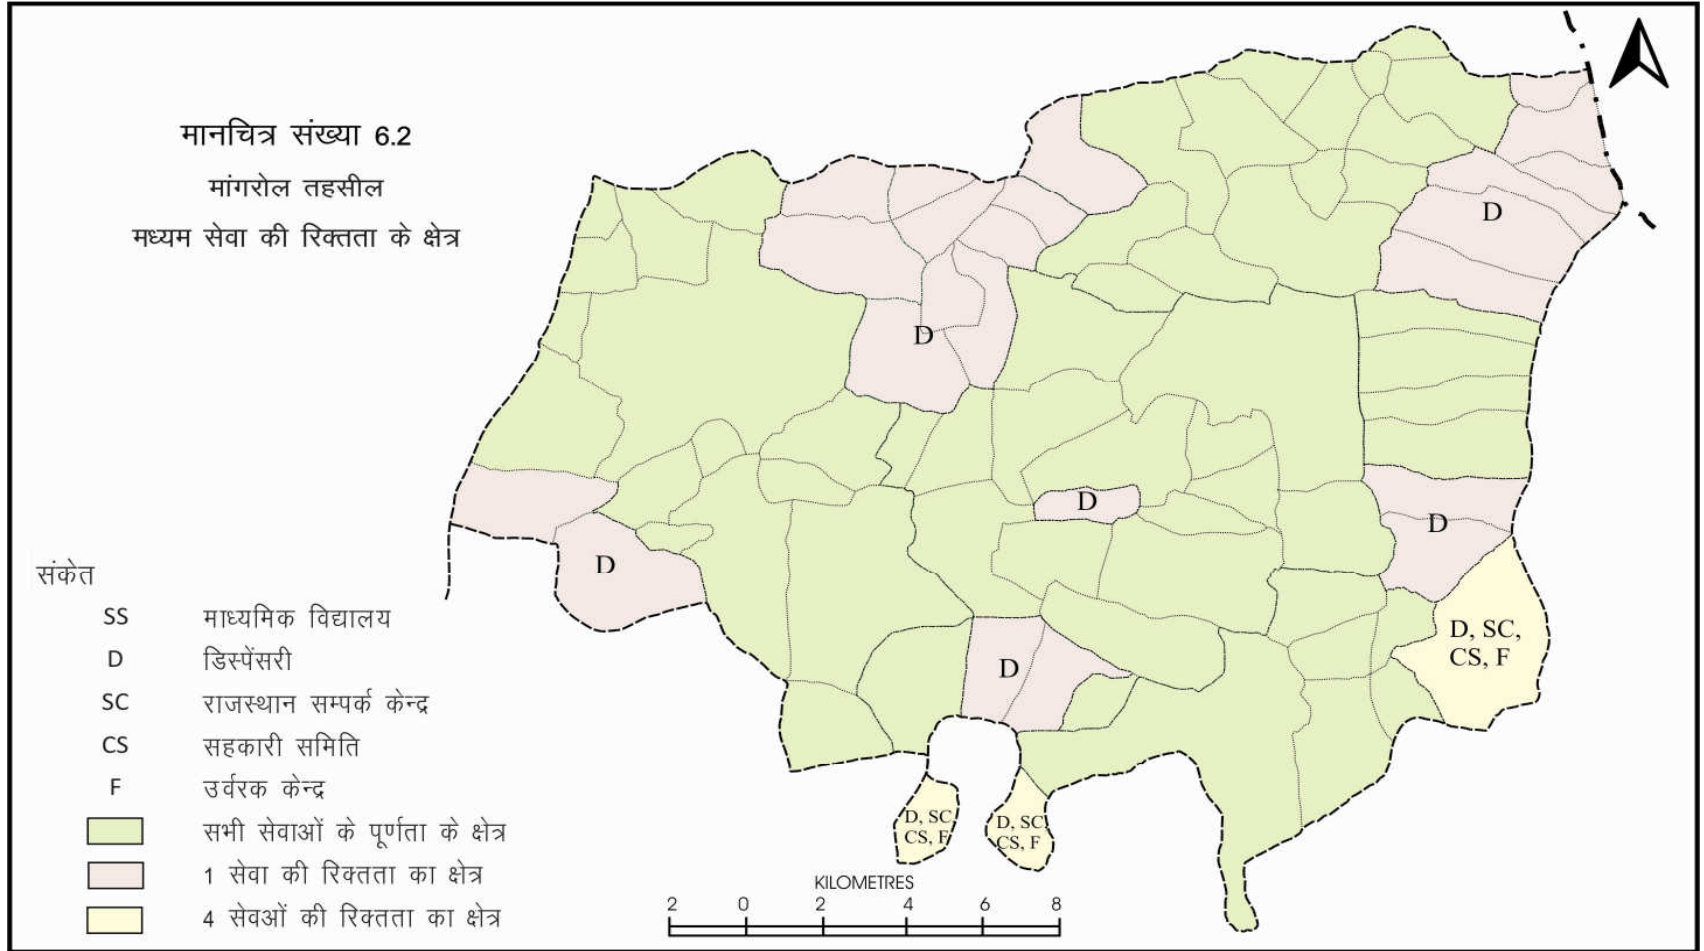 मानचित्र संख्या 6.2
मांगरोल तहसील
मध्यम सेवा की रिक्तता के क्षेत्र
D
D
D
D
D
D
D, SC,
CS, F
D, SC
CS, F
D, SC
CS, F
संकेत
SS माध्यमिक विद्यालय
D डिस्पेंसरी
SC राजस्थान सम्पर्क केन्द्र
CS सहकारी समिति
F उर्वरक केन्द्र
सभी सेवाओं के पूर्णता के क्षेत्र
1 सेवा की रिक्तता का क्षेत्र
4 सेवओं की रिक्तता का क्षेत्र
KILOMETRES
2 0 2 4 6 8